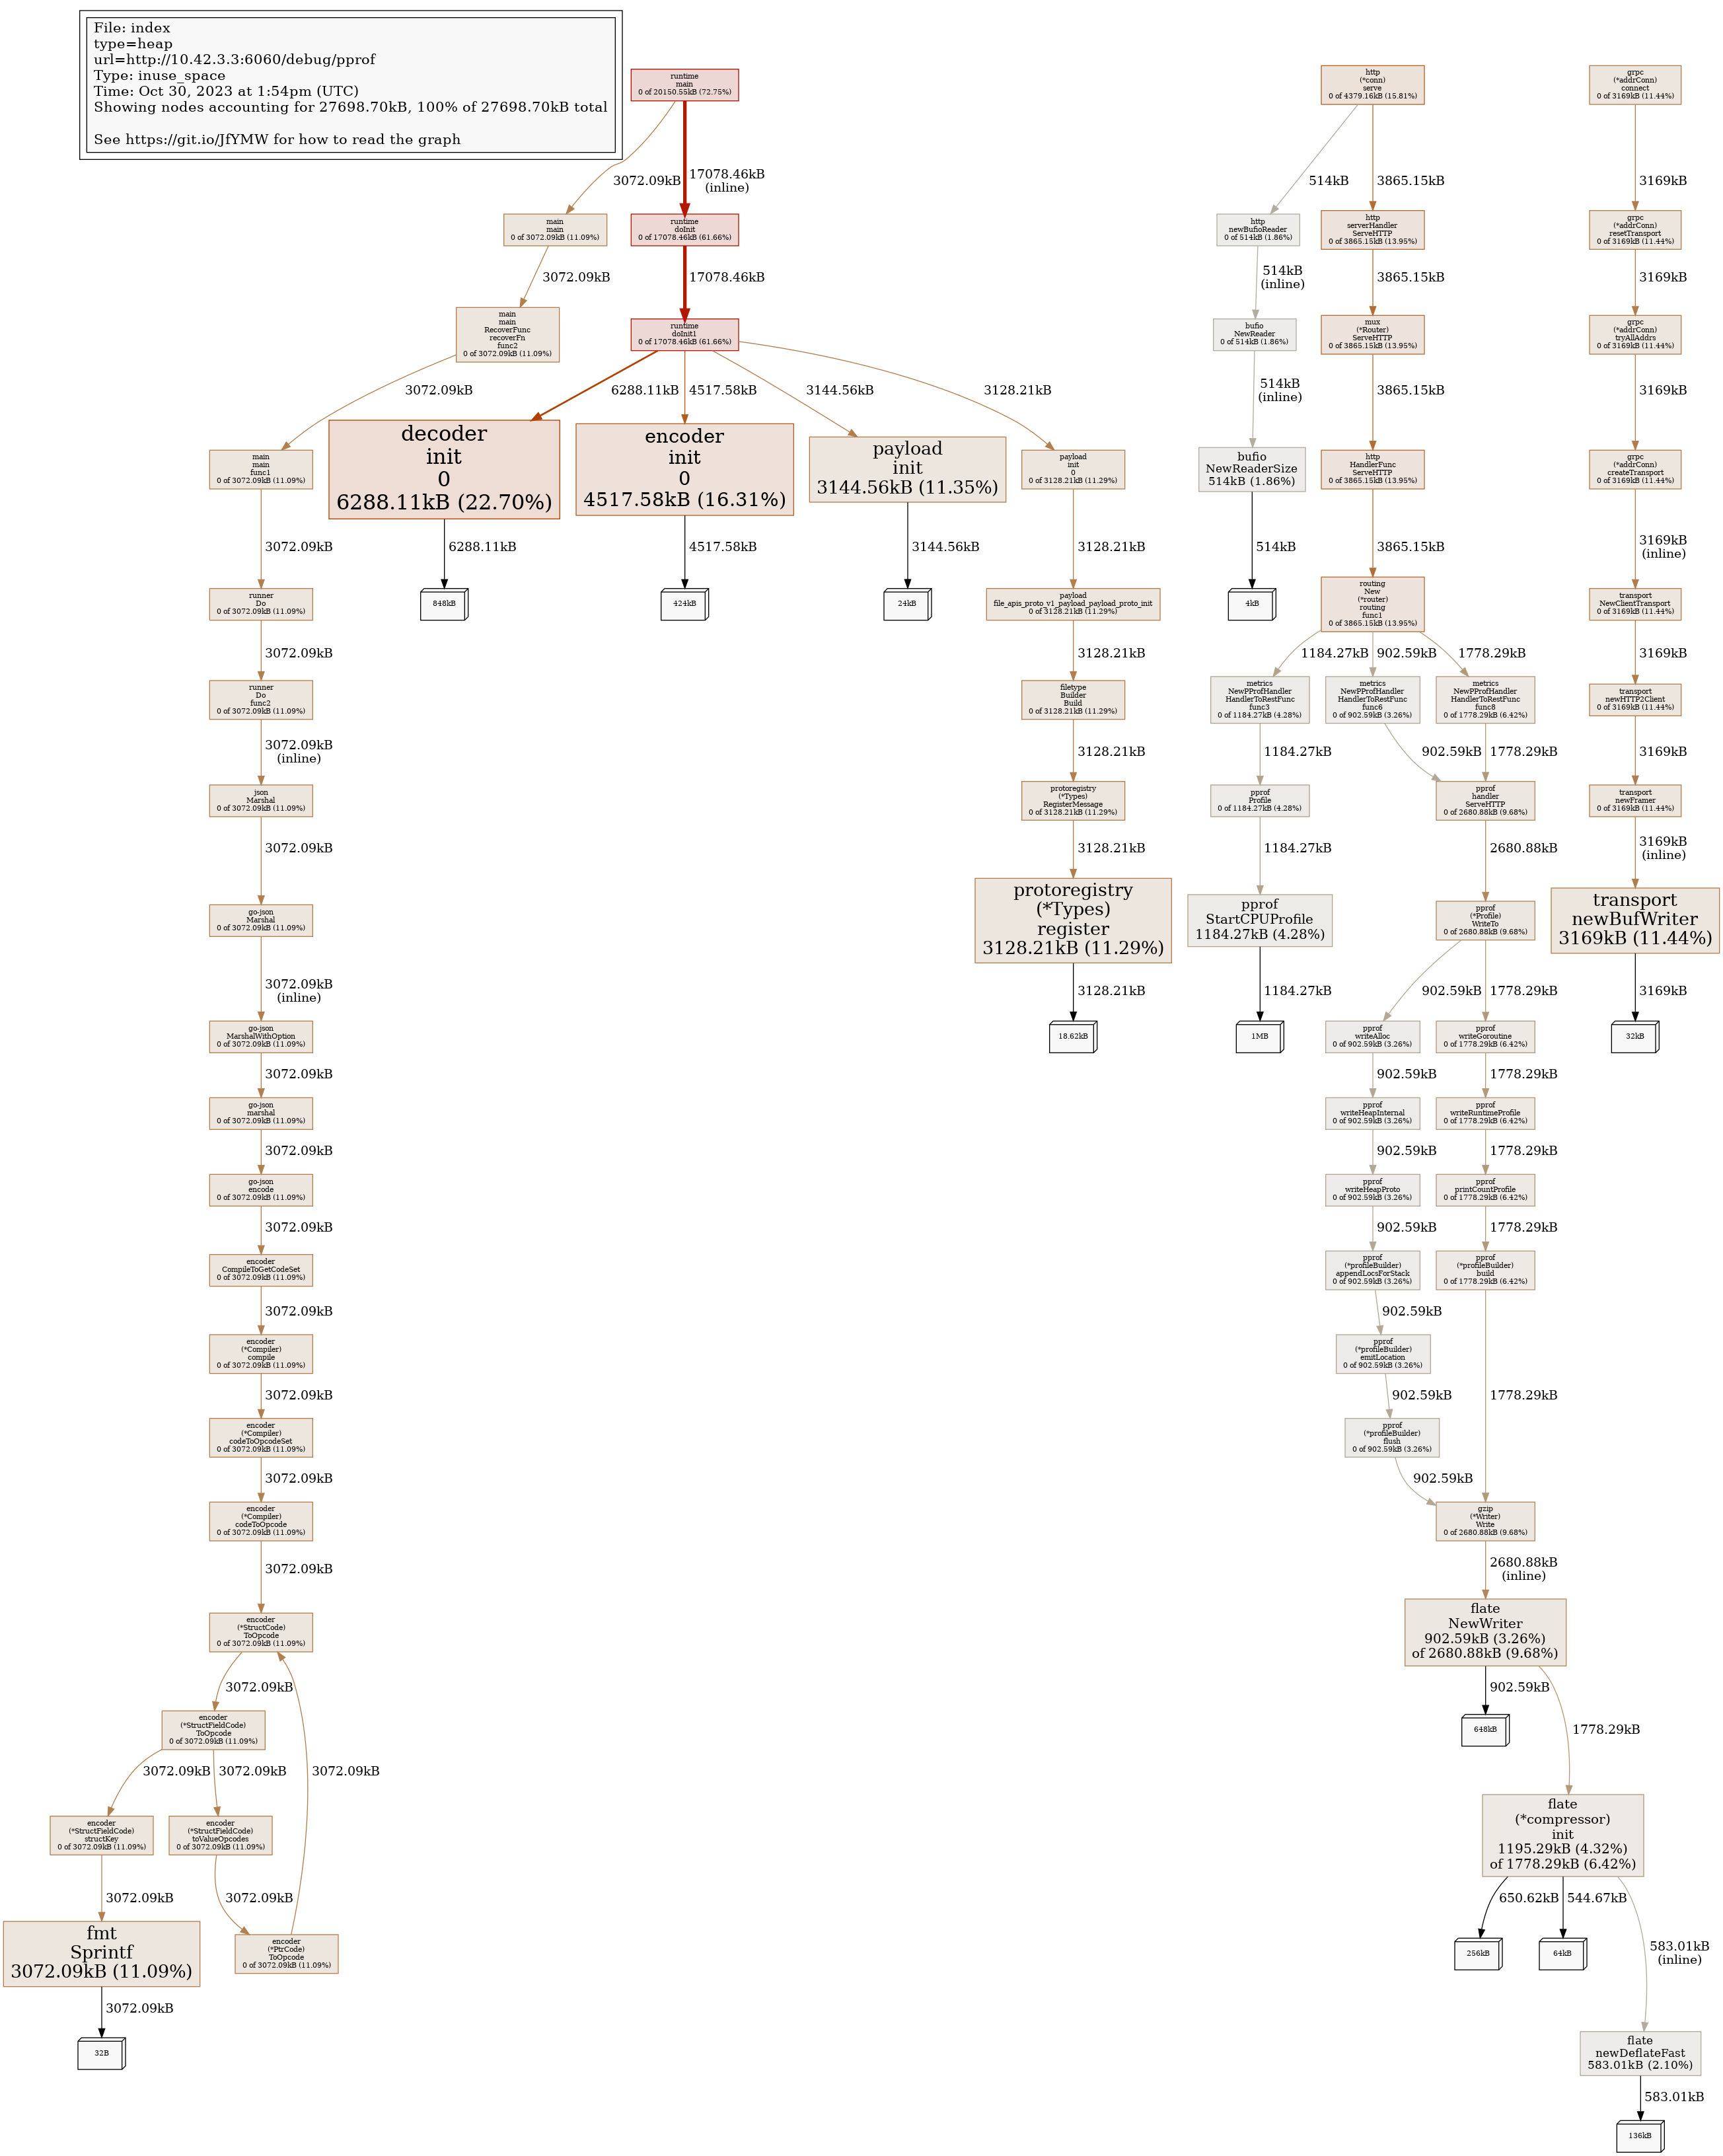 File: index
type=heap
url=http://10.42.3.3:6060/debug/pprof
Type: inuse_space
Time: Oct 30, 2023 at 1:54pm (UTC)
Showing nodes accounting for 27698.70kB, 100% of 27698.70kB total
See https://git.io/JfYMW for how to read the graph
runtime
main
0 of 20150.55kB (72.75%)
3072.09kB
17078.46kB
(inline)
main
main
0 of 3072.09kB (11.09%)
runtime
doInit
0 of 17078.46kB (61.66%)
3072.09kB
17078.46kB
main
main
RecoverFunc
recoverFn
func2
0 of 3072.09kB (11.09%)
runtime
doInit1
0 of 17078.46kB (61.66%)
3072.09kB
6288.11kB
4517.58kB
3144.56kB
3128.21kB
main
main
func1
0 of 3072.09kB (11.09%)
decoder
init
0
6288.11kB (22.70%)
encoder
init
0
4517.58kB (16.31%)
payload
init
3144.56kB (11.35%)
payload
init
0
0 of 3128.21kB (11.29%)
3072.09kB
6288.11kB
4517.58kB
3144.56kB
3128.21kB
runner
Do
0 of 3072.09kB (11.09%)
848kB
424kB
24kB
payload
file_apis_proto_v1_payload_payload_proto_init
0 of 3128.21kB (11.29%)
3072.09kB
3128.21kB
runner
Do
func2
0 of 3072.09kB (11.09%)
filetype
Builder
Build
0 of 3128.21kB (11.29%)
3072.09kB
(inline)
3128.21kB
json
Marshal
0 of 3072.09kB (11.09%)
protoregistry
(*Types)
RegisterMessage
0 of 3128.21kB (11.29%)
3072.09kB
3128.21kB
go-json
Marshal
0 of 3072.09kB (11.09%)
protoregistry
(*Types)
register
3128.21kB (11.29%)
3072.09kB
(inline)
3128.21kB
go-json
MarshalWithOption
0 of 3072.09kB (11.09%)
18.62kB
3072.09kB
go-json
marshal
0 of 3072.09kB (11.09%)
3072.09kB
go-json
encode
0 of 3072.09kB (11.09%)
3072.09kB
encoder
CompileToGetCodeSet
0 of 3072.09kB (11.09%)
3072.09kB
encoder
(*Compiler)
compile
0 of 3072.09kB (11.09%)
3072.09kB
encoder
(*Compiler)
codeToOpcodeSet
0 of 3072.09kB (11.09%)
3072.09kB
encoder
(*Compiler)
codeToOpcode
0 of 3072.09kB (11.09%)
3072.09kB
encoder
(*StructCode)
ToOpcode
0 of 3072.09kB (11.09%)
3072.09kB
encoder
(*StructFieldCode)
ToOpcode
0 of 3072.09kB (11.09%)
3072.09kB
3072.09kB
3072.09kB
encoder
(*StructFieldCode)
structKey
0 of 3072.09kB (11.09%)
encoder
(*StructFieldCode)
toValueOpcodes
0 of 3072.09kB (11.09%)
3072.09kB
3072.09kB
fmt
Sprintf
3072.09kB (11.09%)
encoder
(*PtrCode)
ToOpcode
0 of 3072.09kB (11.09%)
3072.09kB
32B
http
(*conn)
serve
0 of 4379.16kB (15.81%)
514kB
3865.15kB
http
newBufioReader
0 of 514kB (1.86%)
http
serverHandler
ServeHTTP
0 of 3865.15kB (13.95%)
514kB
(inline)
3865.15kB
bufio
NewReader
0 of 514kB (1.86%)
mux
(*Router)
ServeHTTP
0 of 3865.15kB (13.95%)
514kB
(inline)
3865.15kB
bufio
NewReaderSize
514kB (1.86%)
http
HandlerFunc
ServeHTTP
0 of 3865.15kB (13.95%)
514kB
3865.15kB
4kB
routing
New
(*router)
routing
func1
0 of 3865.15kB (13.95%)
1184.27kB
902.59kB
1778.29kB
metrics
NewPProfHandler
HandlerToRestFunc
func3
0 of 1184.27kB (4.28%)
metrics
NewPProfHandler
HandlerToRestFunc
func6
0 of 902.59kB (3.26%)
metrics
NewPProfHandler
HandlerToRestFunc
func8
0 of 1778.29kB (6.42%)
1184.27kB
902.59kB
1778.29kB
pprof
Profile
0 of 1184.27kB (4.28%)
pprof
handler
ServeHTTP
0 of 2680.88kB (9.68%)
1184.27kB
2680.88kB
pprof
StartCPUProfile
1184.27kB (4.28%)
pprof
(*Profile)
WriteTo
0 of 2680.88kB (9.68%)
1184.27kB
902.59kB
1778.29kB
1MB
pprof
writeAlloc
0 of 902.59kB (3.26%)
pprof
writeGoroutine
0 of 1778.29kB (6.42%)
902.59kB
1778.29kB
pprof
writeHeapInternal
0 of 902.59kB (3.26%)
pprof
writeRuntimeProfile
0 of 1778.29kB (6.42%)
902.59kB
1778.29kB
pprof
writeHeapProto
0 of 902.59kB (3.26%)
pprof
printCountProfile
0 of 1778.29kB (6.42%)
902.59kB
1778.29kB
pprof
(*profileBuilder)
appendLocsForStack
0 of 902.59kB (3.26%)
pprof
(*profileBuilder)
build
0 of 1778.29kB (6.42%)
902.59kB
pprof
(*profileBuilder)
emitLocation
0 of 902.59kB (3.26%)
902.59kB
1778.29kB
pprof
(*profileBuilder)
flush
0 of 902.59kB (3.26%)
902.59kB
gzip
(*Writer)
Write
0 of 2680.88kB (9.68%)
2680.88kB
(inline)
flate
NewWriter
902.59kB (3.26%)
of 2680.88kB (9.68%)
902.59kB
1778.29kB
648kB
flate
(*compressor)
init
1195.29kB (4.32%)
of 1778.29kB (6.42%)
650.62kB
544.67kB
583.01kB
(inline)
256kB
64kB
flate
newDeflateFast
583.01kB (2.10%)
583.01kB
136kB
grpc
(*addrConn)
connect
0 of 3169kB (11.44%)
3169kB
grpc
(*addrConn)
resetTransport
0 of 3169kB (11.44%)
3169kB
grpc
(*addrConn)
tryAllAddrs
0 of 3169kB (11.44%)
3169kB
grpc
(*addrConn)
createTransport
0 of 3169kB (11.44%)
3169kB
(inline)
transport
NewClientTransport
0 of 3169kB (11.44%)
3169kB
transport
newHTTP2Client
0 of 3169kB (11.44%)
3169kB
transport
newFramer
0 of 3169kB (11.44%)
3169kB
(inline)
transport
newBufWriter
3169kB (11.44%)
3169kB
32kB